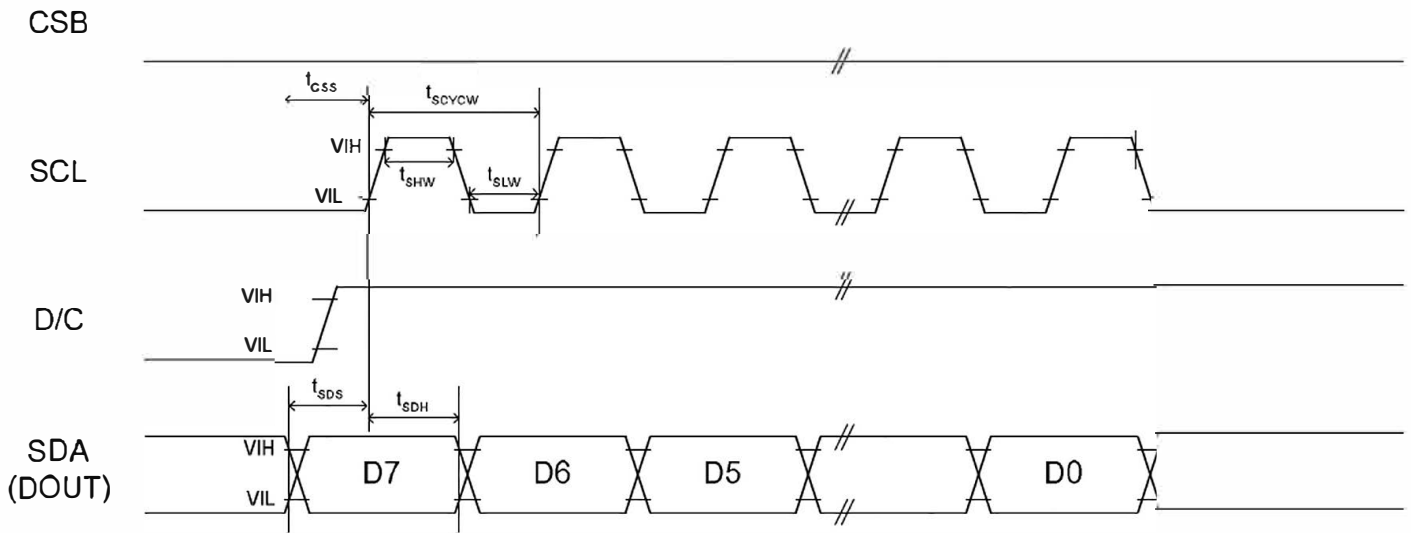 CSB
tCSS
tSCYCW
VIH
SCL
tSHW
tSLW
VIL
VIH
D/C
VIL
tSDS
tSDH
SDA
(DOUT)
VIH
D7
D6
D5
D0
VIL